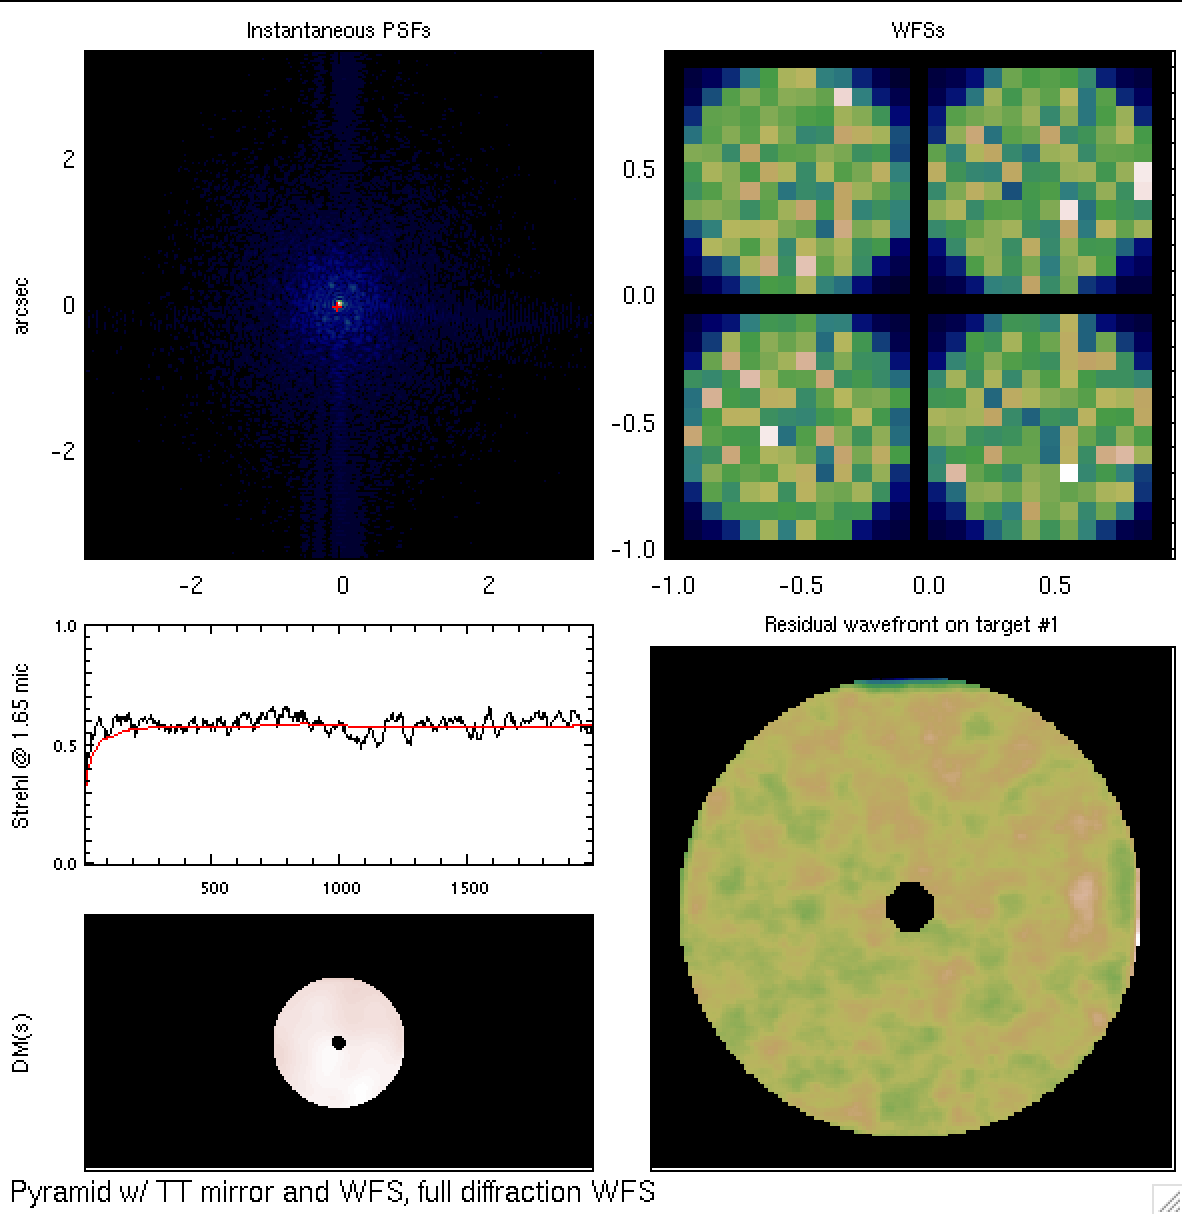 Instantaneous PSFs
WFSs
arcsec
2
0
-2
-2
0
2
0.5
0.0
-0.5
-1.0
-1.0
-0.5
0.0
0.5
Strehl @ 1.65 mic
1.0
0.5
0.0
500
1000
1500
Residual wavefront on target #1
DM(s)
Pyramid w/ TT mirror and WFS, full diffraction WFS